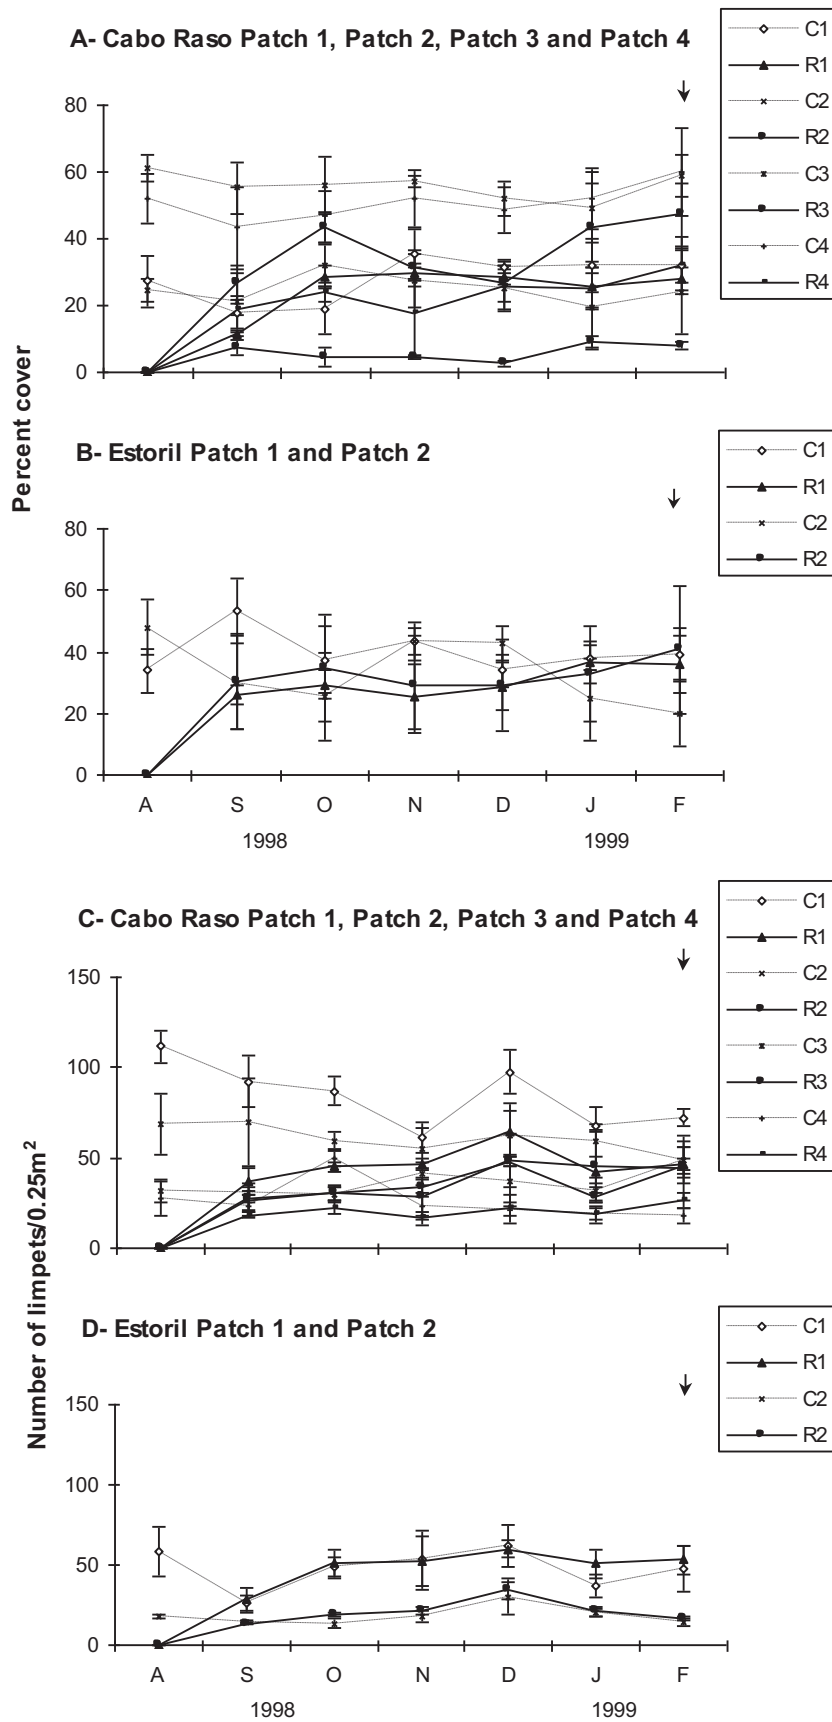 A- Cabo Raso Patch 1, Patch 2, Patch 3 and Patch 4
C1
R1
C2
R2
C3
R3
C4
R4
80
60
40
20
0
Percent cover
B- Estoril Patch 1 and Patch 2
C1
R1
C2
R2
80
60
40
20
0
A S O N D J F
1998 1999
C- Cabo Raso Patch 1, Patch 2, Patch 3 and Patch 4
C1
R1
C2
R2
C3
R3
C4
R4
150
100
50
0
Number of limpets/0.25m²
D- Estoril Patch 1 and Patch 2
C1
R1
C2
R2
150
100
50
0
A S O N D J F
1998 1999